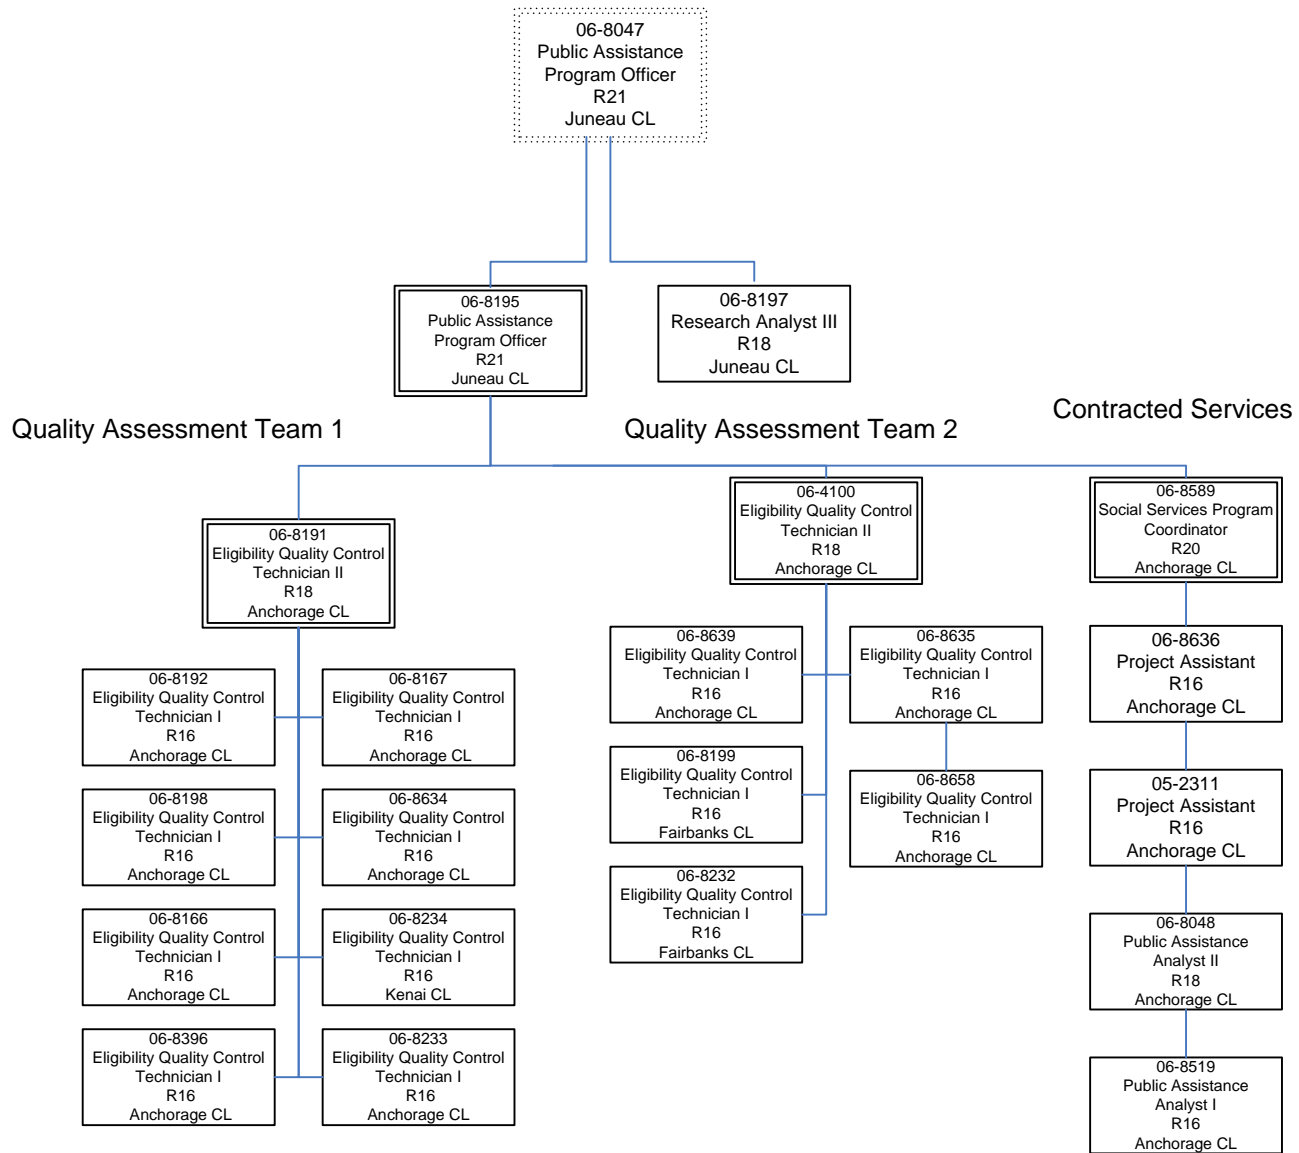 06-8047
Public Assistance
Program Officer
R21
Juneau CL
06-8195
Public Assistance
Program Officer
R21
Juneau CL
06-8197
Research Analyst III
R18
Juneau CL
Quality Assessment Team 1
Quality Assessment Team 2
Contracted Services
06-8191
Eligibility Quality Control
Technician II
R18
Anchorage CL
06-8192
Eligibility Quality Control
Technician I
R16
Anchorage CL
06-8167
Eligibility Quality Control
Technician I
R16
Anchorage CL
06-8198
Eligibility Quality Control
Technician I
R16
Anchorage CL
06-8634
Eligibility Quality Control
Technician I
R16
Anchorage CL
06-8166
Eligibility Quality Control
Technician I
R16
Anchorage CL
06-8234
Eligibility Quality Control
Technician I
R16
Kenai CL
06-8396
Eligibility Quality Control
Technician I
R16
Anchorage CL
06-8233
Eligibility Quality Control
Technician I
R16
Anchorage CL
06-4100
Eligibility Quality Control
Technician II
R18
Anchorage CL
06-8639
Eligibility Quality Control
Technician I
R16
Anchorage CL
06-8635
Eligibility Quality Control
Technician I
R16
Anchorage CL
06-8199
Eligibility Quality Control
Technician I
R16
Fairbanks CL
06-8658
Eligibility Quality Control
Technician I
R16
Anchorage CL
06-8232
Eligibility Quality Control
Technician I
R16
Fairbanks CL
06-8589
Social Services Program
Coordinator
R20
Anchorage CL
06-8636
Project Assistant
R16
Anchorage CL
05-2311
Project Assistant
R16
Anchorage CL
06-8048
Public Assistance
Analyst II
R18
Anchorage CL
06-8519
Public Assistance
Analyst I
R16
Anchorage CL